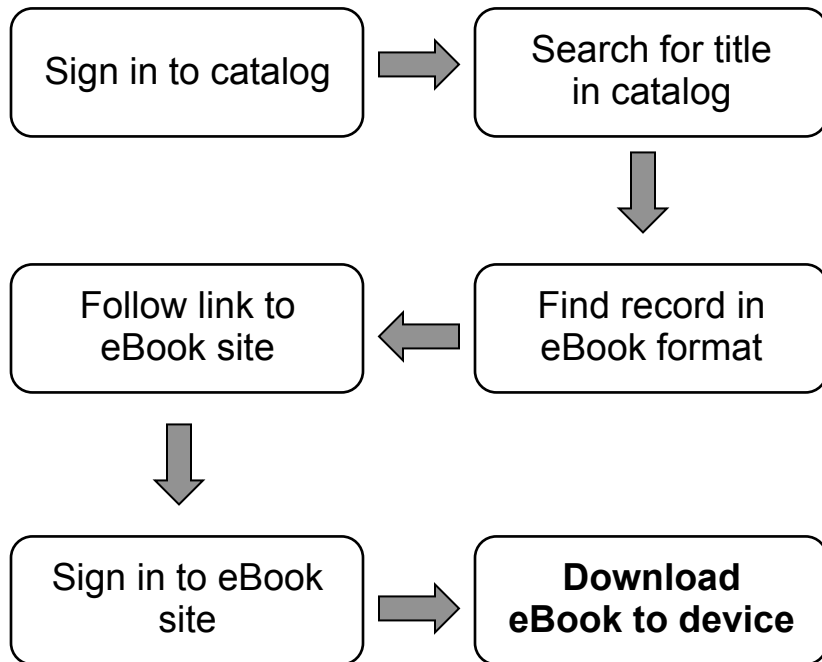 Sign in to catalog
Search for title
in catalog
Find record in
eBook format
Follow link to
eBook site
Sign in to eBook
site
Download
eBook to device